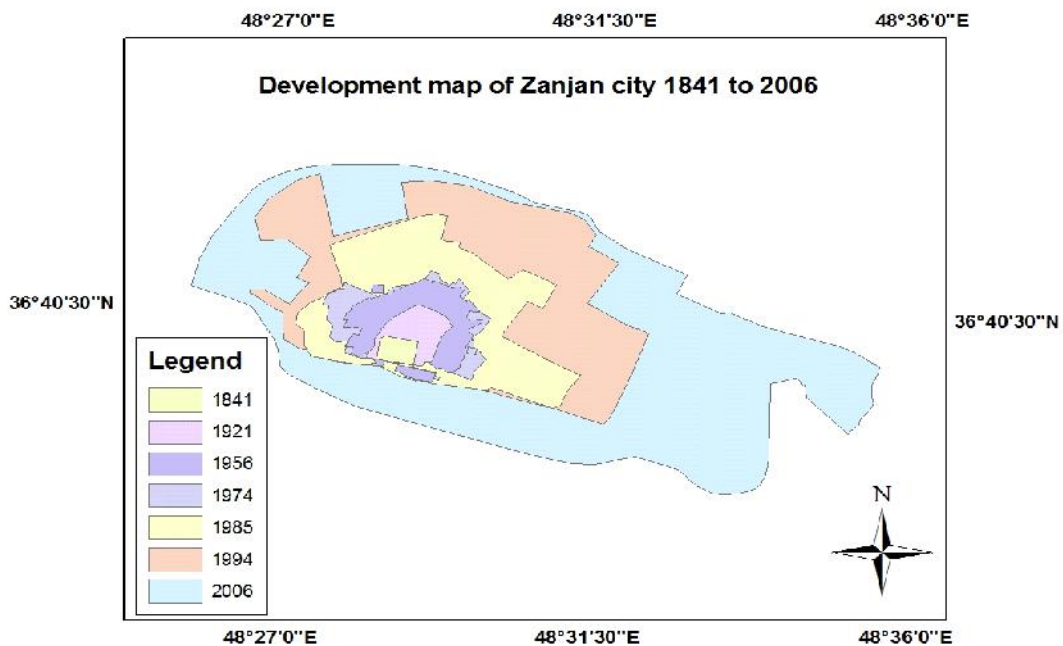 48°27'0"E 48°31'30"E 48°36'0"E
Development map of Zanjan city 1841 to 2006
36°40'30"N
36°40'30"N
Legend
1841
1921
1956
1974
1985
1994
2006
N
48°27'0"E 48°31'30"E 48°36'0"E